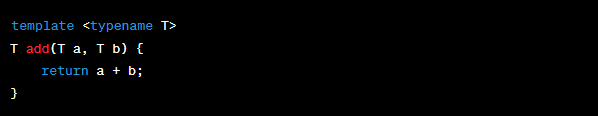 template <typename T>
T add(T a, T b) {
    return a + b;
}